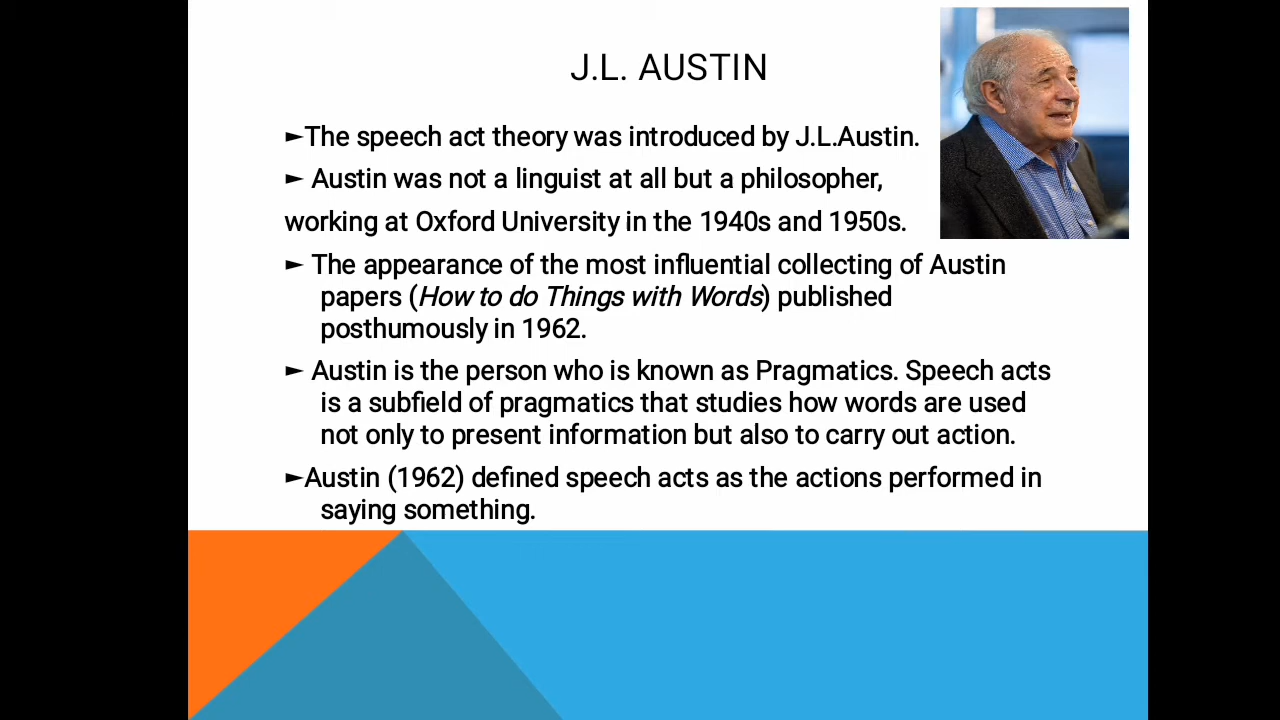 J.L. AUSTIN
►The speech act theory was introduced by J.L.Austin.
► Austin was not a linguist at all but a philosopher,
working at Oxford University in the 1940s and 1950s.
► The appearance of the most influential collecting of Austin
papers (How to do Things with Words) published
posthumously in 1962.
► Austin is the person who is known as Pragmatics. Speech acts
is a subfield of pragmatics that studies how words are used
not only to present information but also to carry out action.
►Austin (1962) defined speech acts as the actions performed in
saying something.